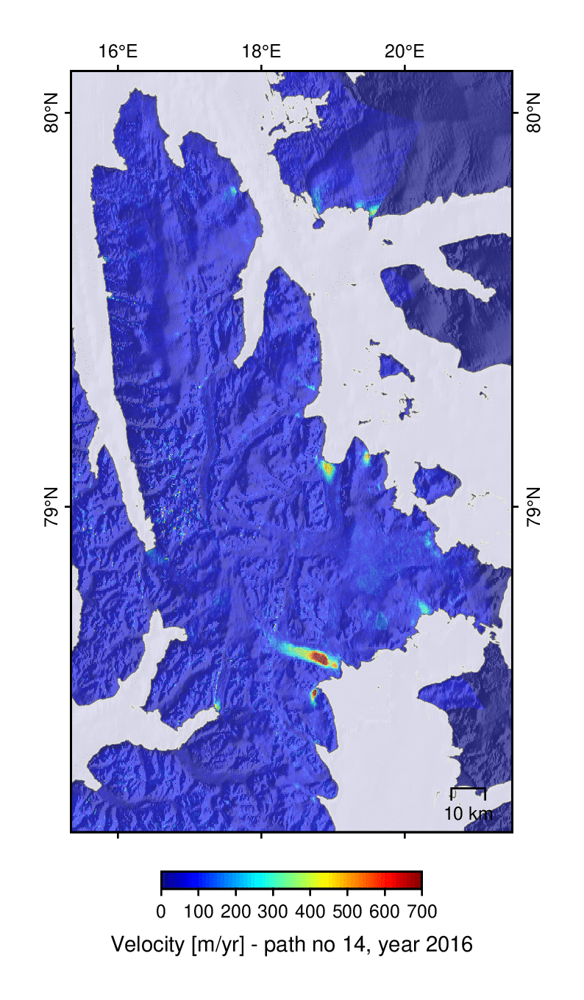 16°E 18°E 20°E
80°N 80°N
79°N 79°N
10 km
0 100 200 300 400 500 600 700
Velocity [m/yr] - path no 14, year 2016